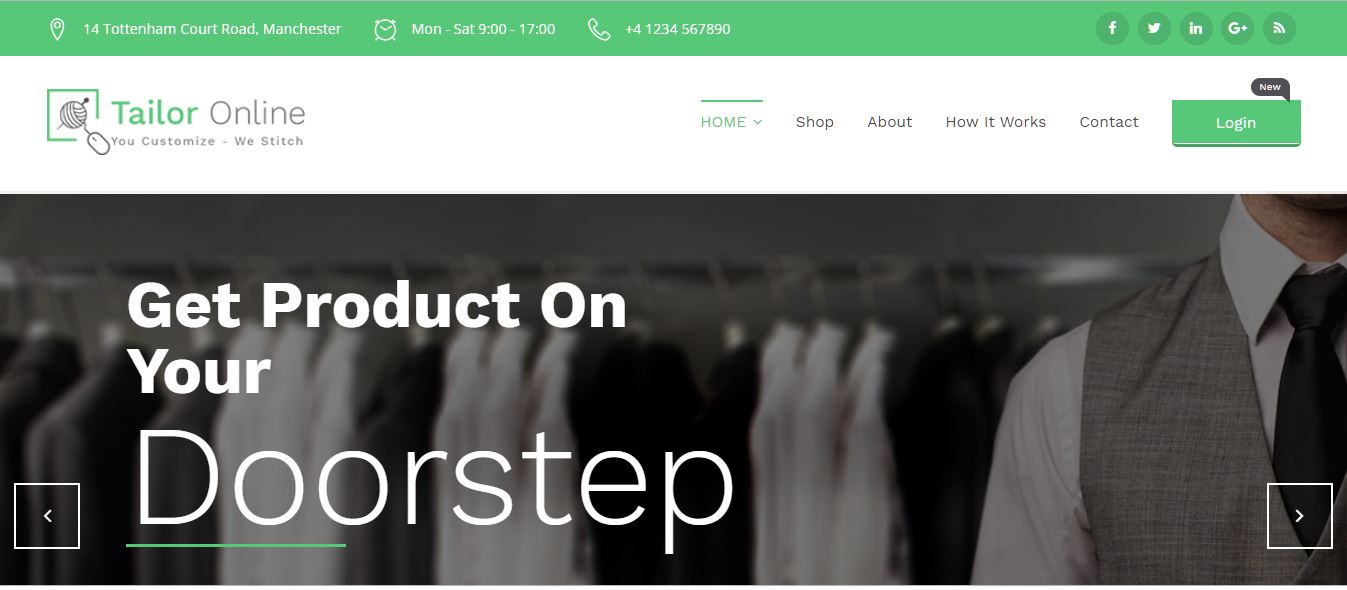 14 Tottenham Court Road, Manchester Mon - Sat 9:00 - 17:00 +4 1234 567890
New
Tailor Online
You Customize - We Stitch
HOME Shop About How It Works Contact Login
Get Product On
Your
Doorstep